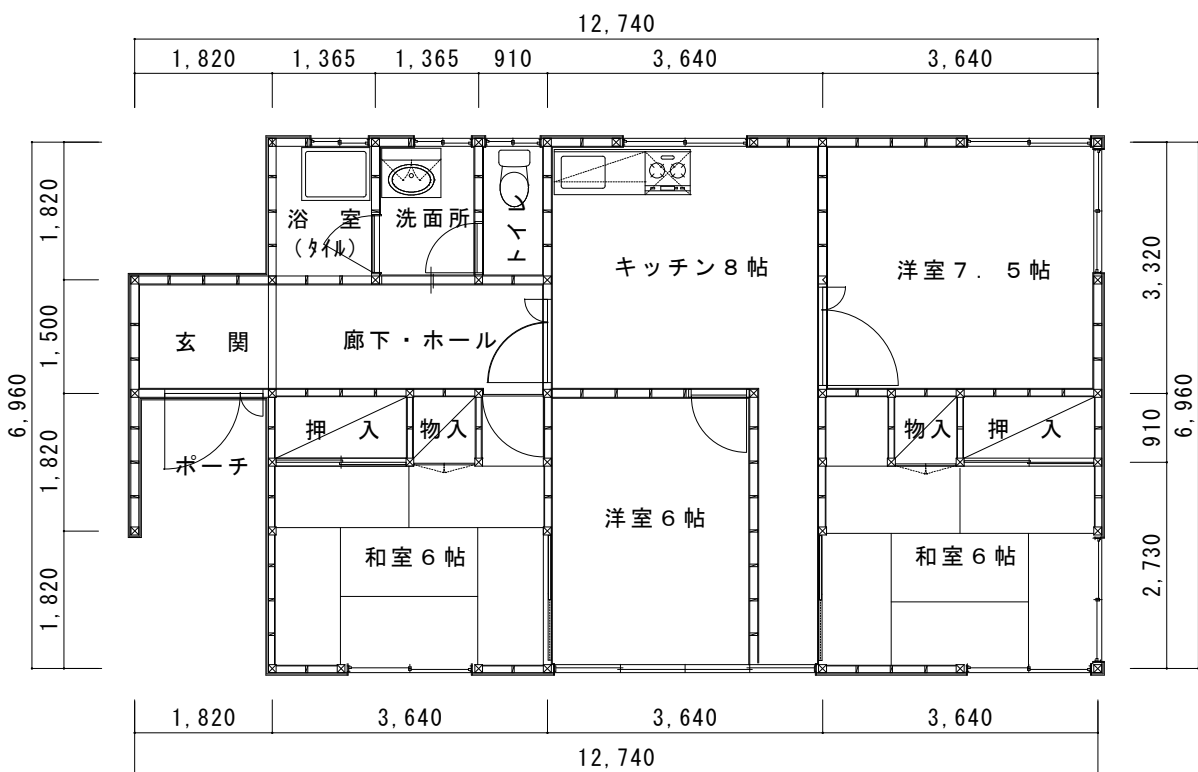 12,740
1,820 1,365 1,365 910 3,640 3,640
6,960
1,820
1,500
1,820
1,820
浴 室
(タイル)
洗面所
トイレ
キッチン8帖
洋室7.5帖
玄 関
廊下・ホール
ポーチ
押 入
物入
物入
押 入
和室6帖
洋室6帖
和室6帖
3,320
910
2,730
6,960
1,820 3,640 3,640 3,640
12,740